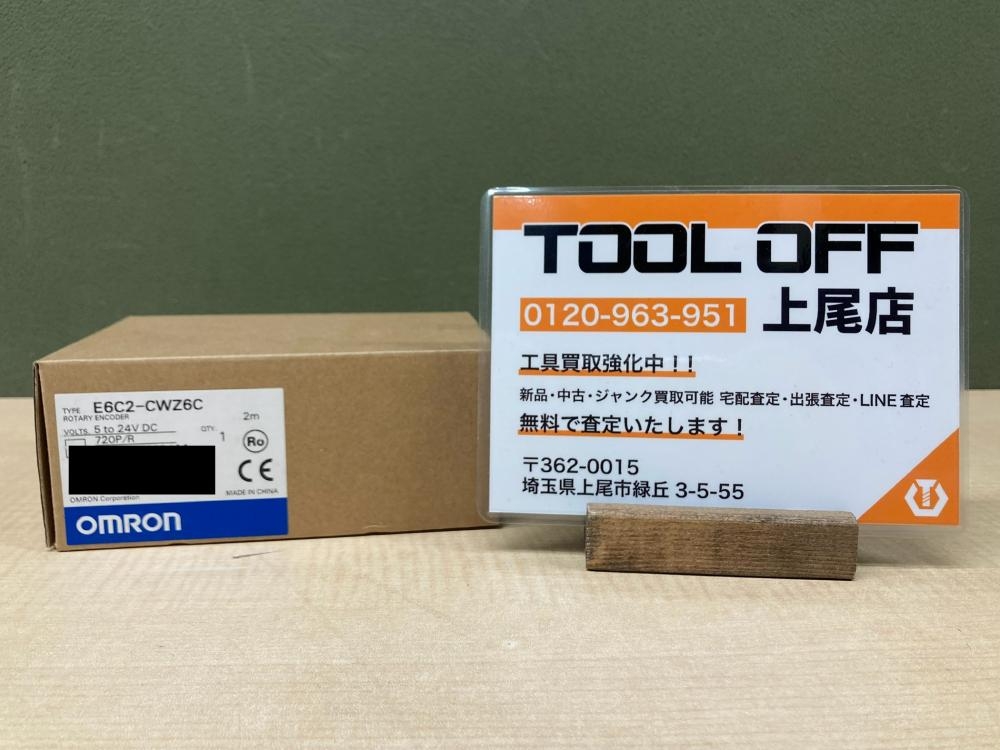 TYPE E6C2-CWZ6C
ROTARY ENCODER
2m
VOLTS. 5 to 24V DC
QTY.
720P/R
1
Ro
CE
OMRON Corporation
MADE IN CHINA
OMRON
TOOL OFF
0120-963-951 上尾店
工具買取強化中！！
新品・中古・ジャンク買取可能 宅配査定・出張査定・LINE査定
無料で査定いたします！
〒362-0015
埼玉県上尾市緑丘 3-5-55